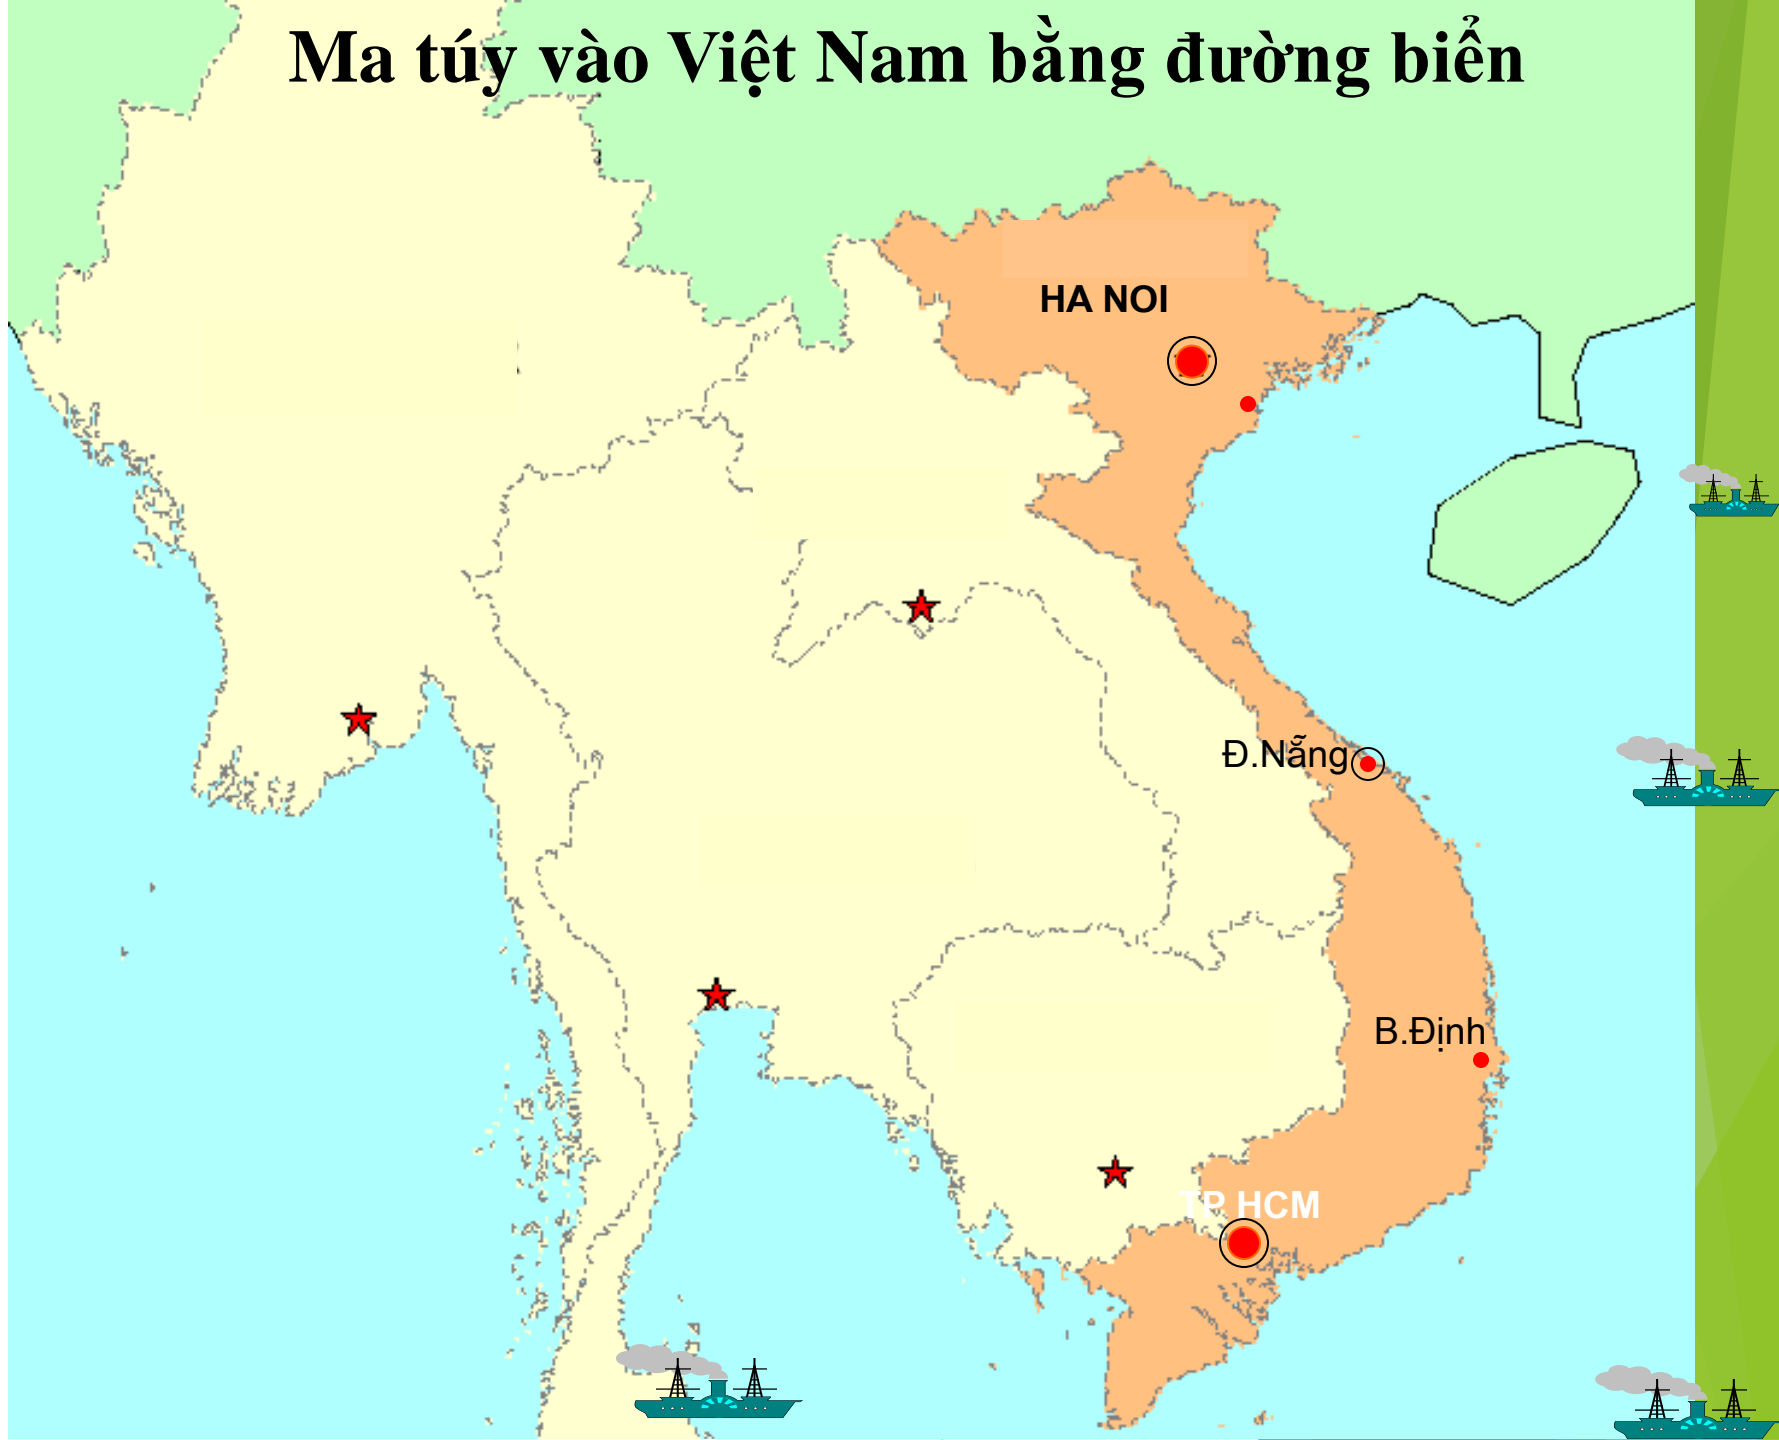 Ma túy vào Việt Nam bằng đường biển
HA NOI
Đ.Nẵng
B.Định
TP HCM